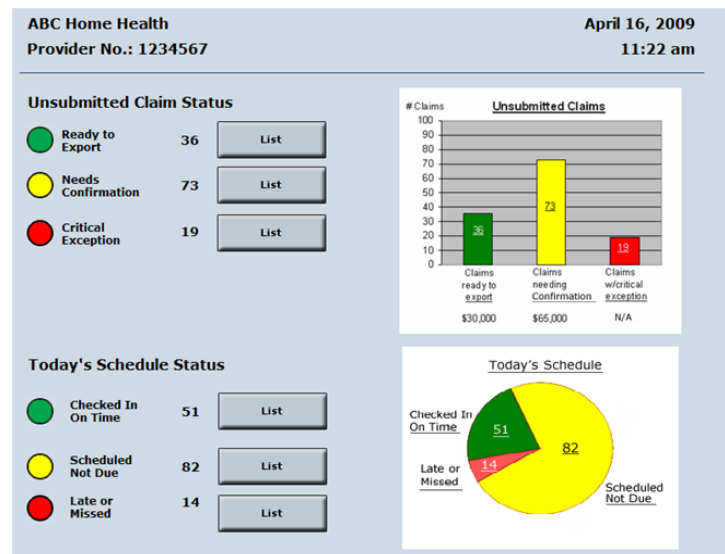 ABC Home Health
April 16, 2009
Provider No.: 1234567
11:22 am
Unsubmitted Claim Status
Ready to
Export
36
List
Needs
Confirmation
73
List
Critical
Exception
19
List
# Claims
Unsubmitted Claims
100
90
80
70
60
50
40
30
20
10
0
36
73
19
Claims
ready to
export
Claims
needing
Confirmation
Claims
w/critical
exception
$30,000
$65,000
N/A
Today's Schedule Status
Checked In
On Time
51
List
Scheduled
Not Due
82
List
Late or
Missed
14
List
Today's Schedule
Checked In
On Time
51
82
14
Late or
Missed
Scheduled
Not Due